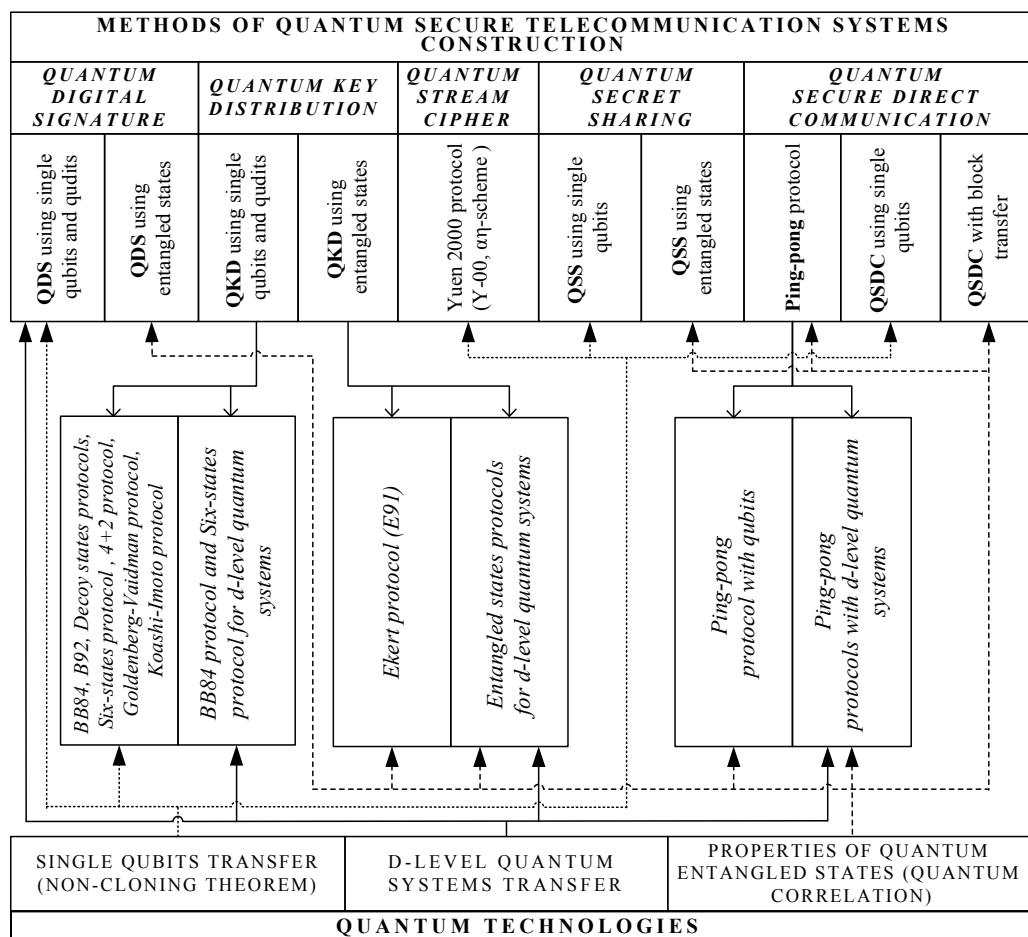 METHODS OF QUANTUM SECURE TELECOMMUNICATION SYSTEMS
CONSTRUCTION
QUANTUM
DIGITAL
SIGNATURE
QUANTUM KEY
DISTRIBUTION
QUANTUM
STREAM
CIPHER
QUANTUM
SECRET
SHARING
QUANTUM
SECURE DIRECT
COMMUNICATION
QDS using single
qubits and qudits
QDS using
entangled states
QKD using single
qubits and qudits
QKD using
entangled states
Yuen 2000 protocol
(Y-00, αη-scheme )
QSS using single
qubits
QSS using
entangled states
Ping-pong protocol
QSDC using single
qubits
QSDC with block
transfer
BB84, B92, Decoy states protocols,
Six-states protocol , 4+2 protocol,
Goldenberg-Vaidman protocol,
Koashi-Imoto protocol
BB84 protocol and Six-states
protocol for d-level quantum
systems
Ekert protocol (E91)
Entangled states protocols
for d-level quantum systems
Ping-pong
protocol with qubits
Ping-pong
protocols with d-level quantum
systems
SINGLE QUBITS TRANSFER
(NON-CLONING THEOREM)
D-LEVEL QUANTUM
SYSTEMS TRANSFER
PROPERTIES OF QUANTUM
ENTANGLED STATES (QUANTUM
CORRELATION)
QUANTUM TECHNOLOGIES